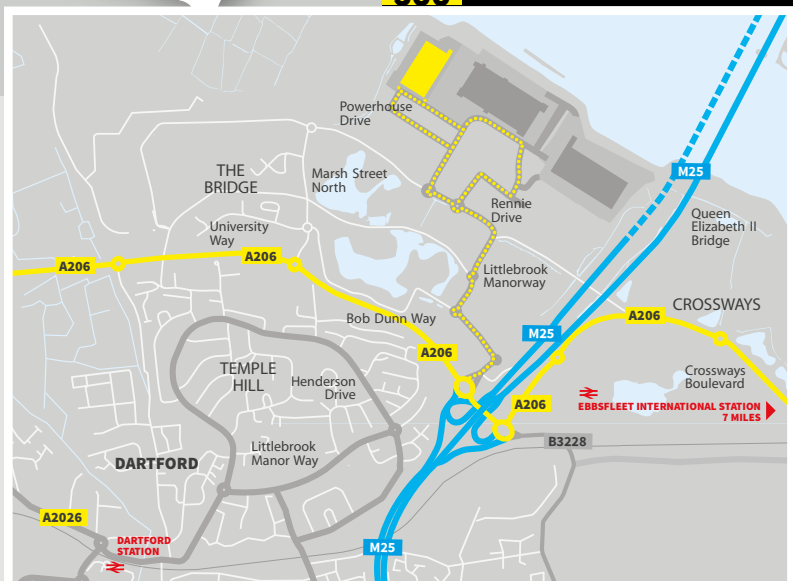 Powerhouse
Drive
THE
BRIDGE
Marsh Street
North
M25
Rennie
Drive
Queen
Elizabeth II
Bridge
University
Way
A206
A206
Littlebrook
Manorway
CROSSWAYS
Bob Dunn Way
A206
M25
A206
TEMPLE
HILL
Henderson
Drive
Crossways
Boulevard
A206
EBBSFLEET INTERNATIONAL STATION
7 MILES
B3228
Littlebrook
Manor Way
DARTFORD
A2026
DARTFORD
STATION
M25